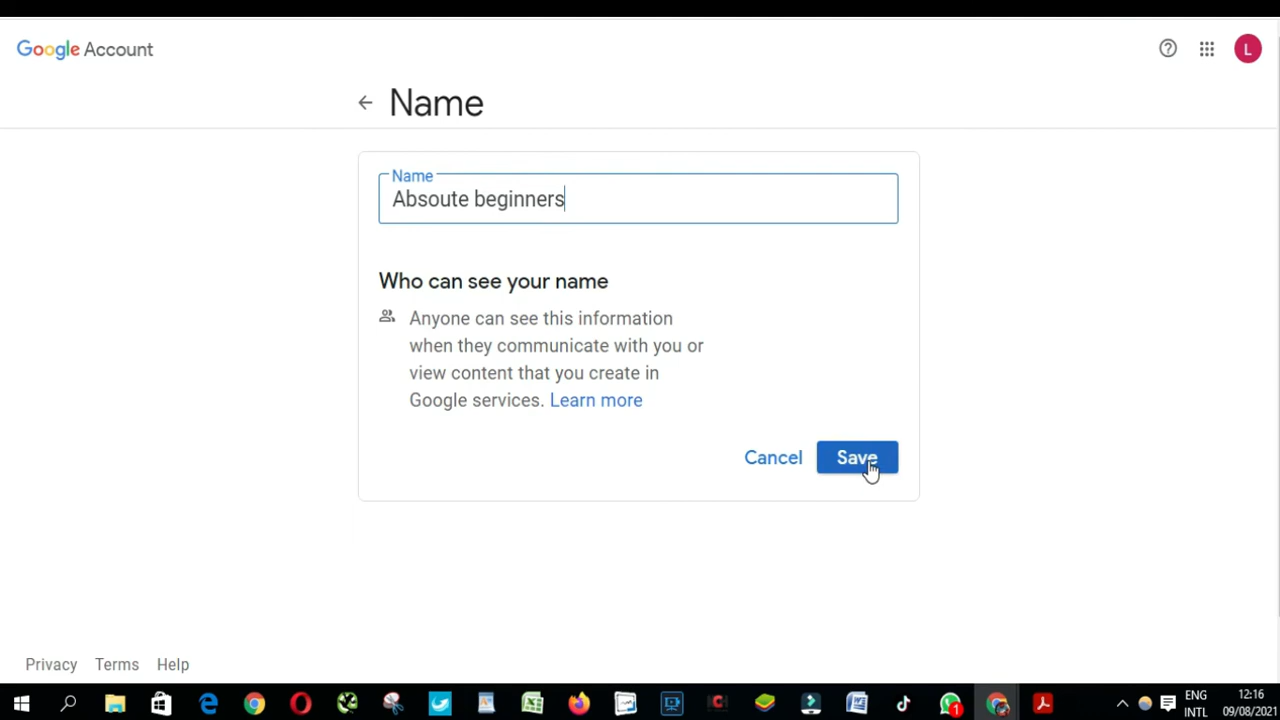 Google Account
L
Name
Name
Absoute beginners
Who can see your name
Anyone can see this information
when they communicate with you or
view content that you create in
Google services. Learn more
Cancel
Save
Privacy
Terms
Help
1
ENG
INTL
12:16
09/08/2021